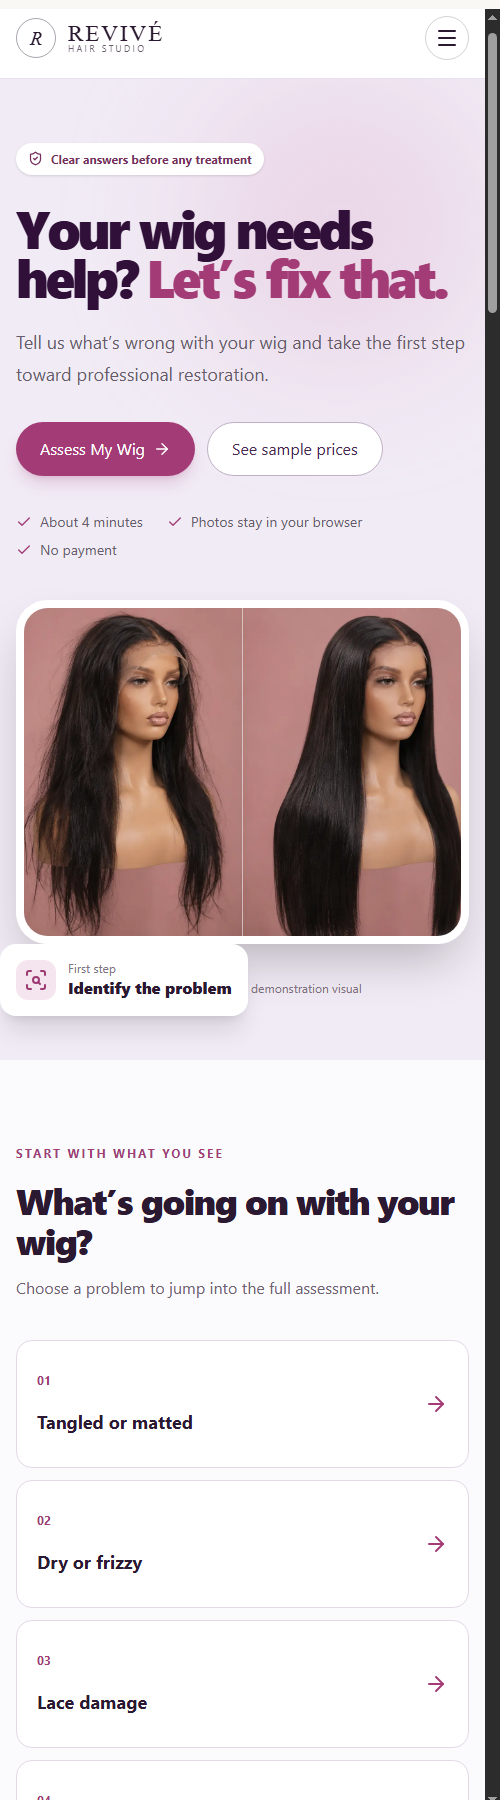 R
REVIVÉ
HAIR STUDIO
Clear answers before any treatment
Your wig needs
help? Let's fix that.
Tell us what's wrong with your wig and take the first step
toward professional restoration.
Assess My Wig
See sample prices
About 4 minutes
Photos stay in your browser
No payment
First step
Identify the problem
demonstration visual
START WITH WHAT YOU SEE
What's going on with your
wig?
Choose a problem to jump into the full assessment.
01
Tangled or matted
02
Dry or frizzy
03
Lace damage